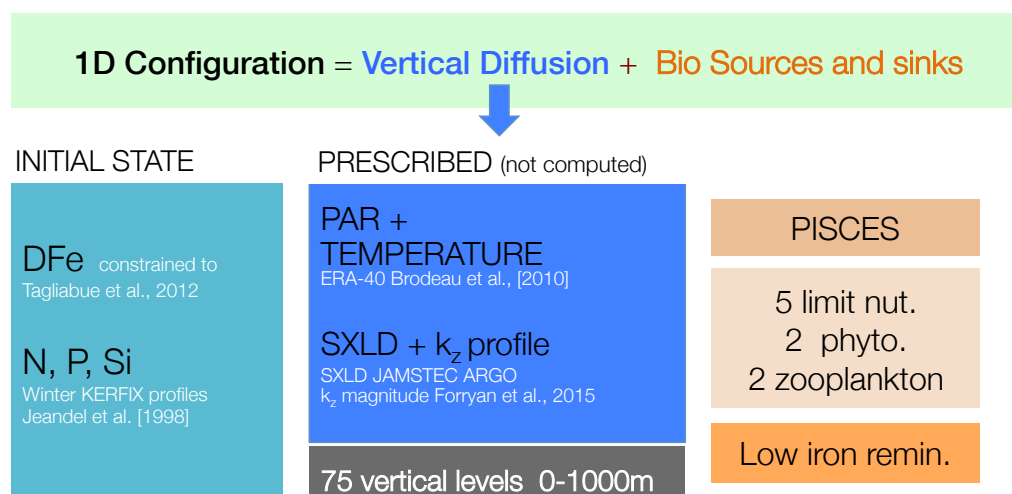 1D Configuration = Vertical Diffusion + Bio Sources and sinks
INITIAL STATE
DFe constrained to
Tagliabue et al., 2012
N, P, Si
Winter KERFIX profiles
Jeandel et al. [1998]
PRESCRIBED (not computed)
PAR +
TEMPERATURE
ERA-40 Brodeau et al., [2010]
SXLD + kz profile
SXLD JAMSTEC ARGO
kz magnitude Forryan et al., 2015
75 vertical levels 0-1000m
PISCES
5 limit nut.
2 phyto.
2 zooplankton
Low iron remin.